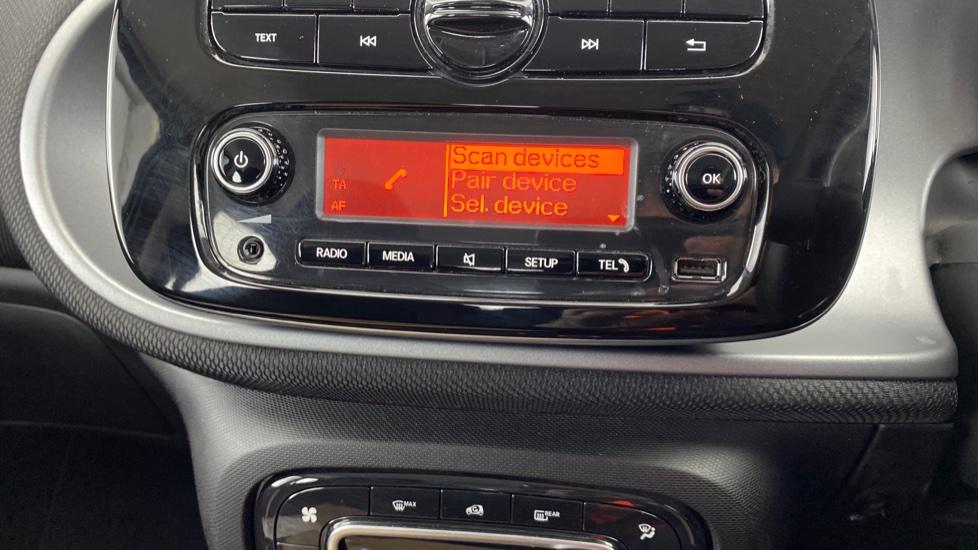 TEXT
Scan devices
Pair device
Sel. device
TA
AF
OK
RADIO
MEDIA
SETUP
TEL
MAX
REAR